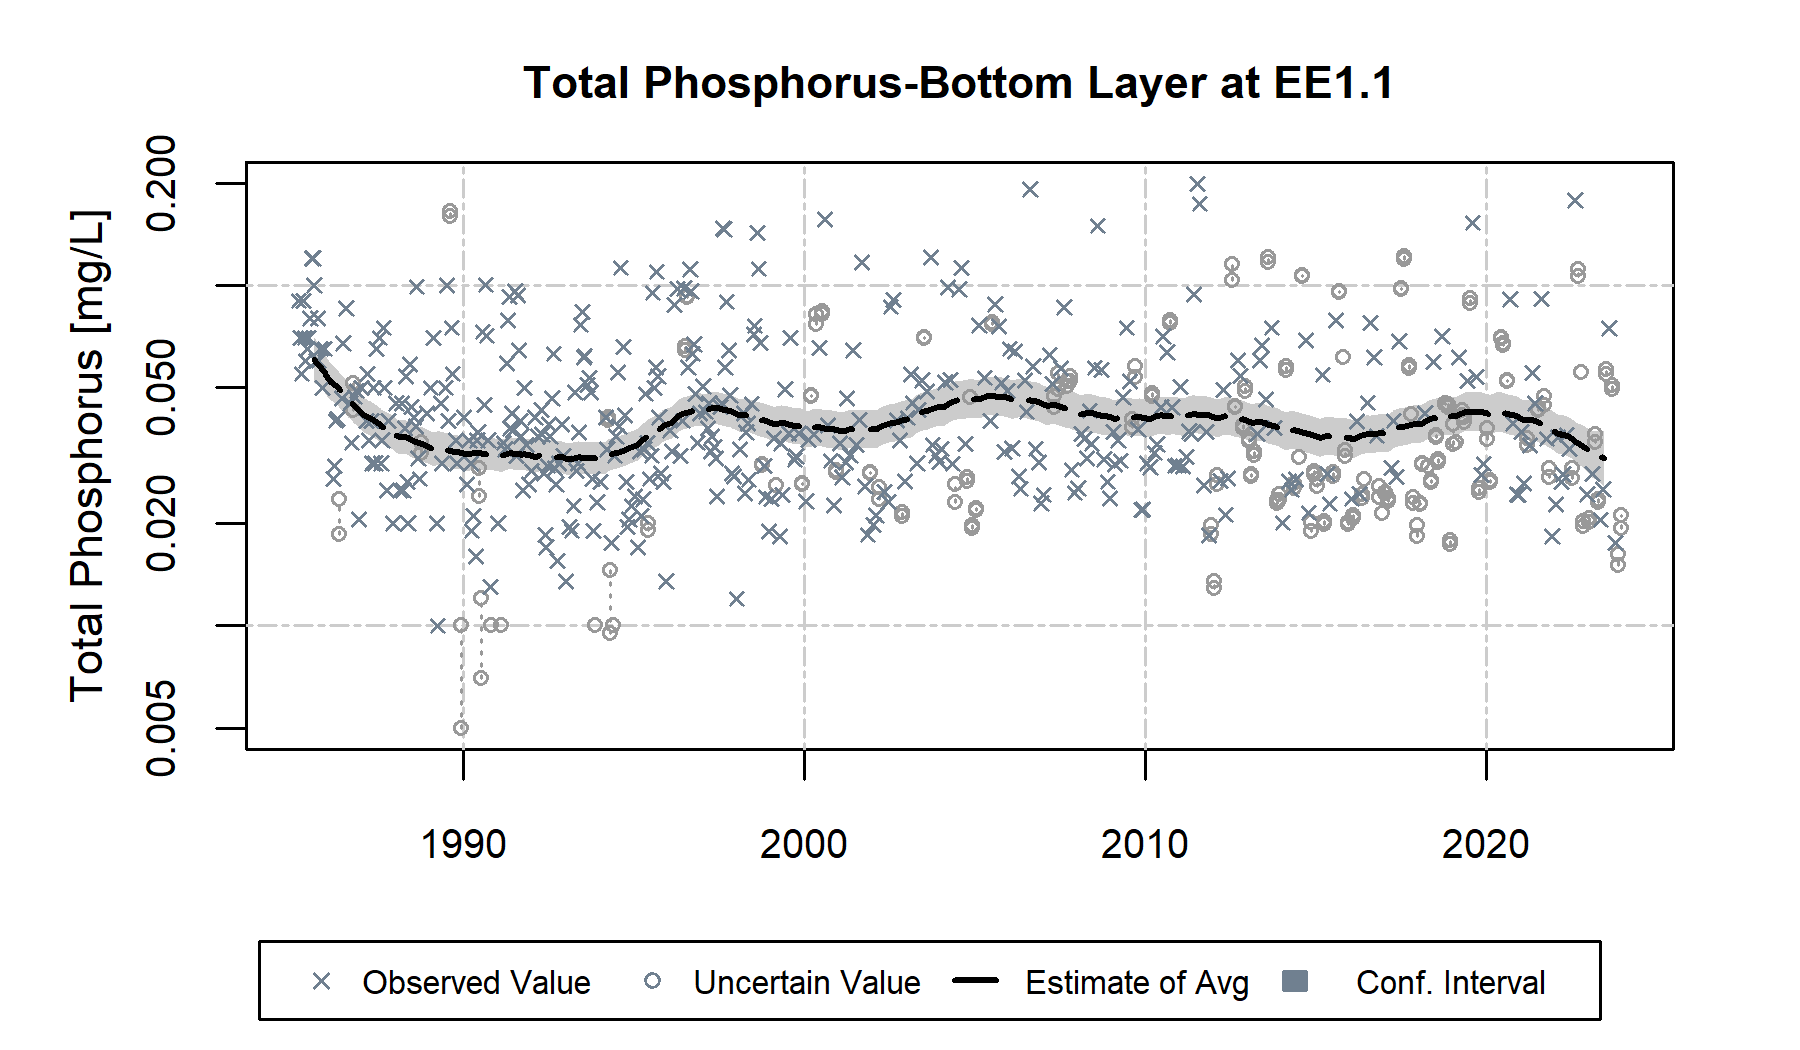 Total Phosphorus-Bottom Layer at EE1.1
Total Phosphorus [mg/L]
0.200
0.050
0.020
0.005
1990 2000 2010 2020
Observed Value Uncertain Value Estimate of Avg Conf. Interval